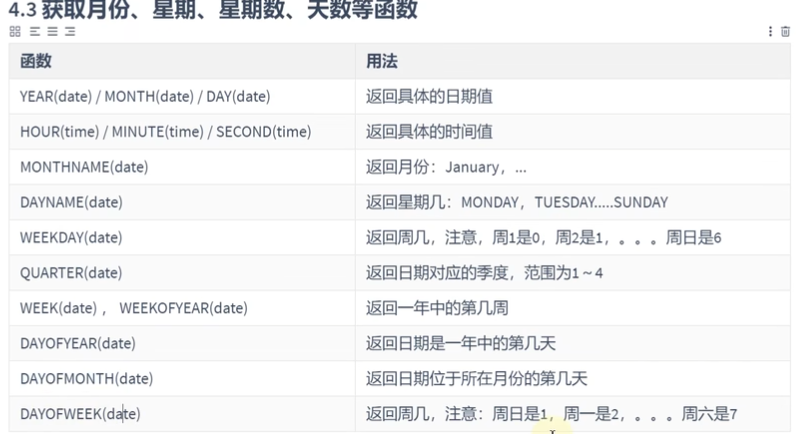 4.3 获取月份、星期、星期数、天数等函数
函数 用法
YEAR(date) / MONTH(date) / DAY(date) 返回具体的日期值
HOUR(time) / MINUTE(time) / SECOND(time) 返回具体的时间值
MONTHNAME(date) 返回月份：January，...
DAYNAME(date) 返回星期几：MONDAY，TUESDAY.....SUNDAY
WEEKDAY(date) 返回周几，注意，周1是0，周2是1，。。。周日是6
QUARTER(date) 返回日期对应的季度，范围为1～4
WEEK(date) ， WEEKOFYEAR(date) 返回一年中的第几周
DAYOFYEAR(date) 返回日期是一年中的第几天
DAYOFMONTH(date) 返回日期位于所在月份的第几天
DAYOFWEEK(date) 返回周几，注意：周日是1，周一是2，。。。周六是7